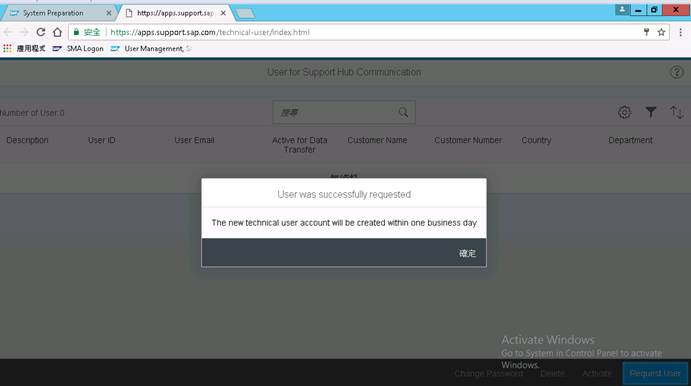 System Preparation
https://apps.support.sap.com
安全 | https://apps.support.sap.com/technical-user/index.html
應用程式 SMA Logon User Management, S
User for Support Hub Communication
Number of User:0 搜尋
Description User ID User Email Active for Data Transfer Customer Name Customer Number Country Department
User was successfully requested
The new technical user account will be created within one business day
確定
Activate Windows
Go to System in Control Panel to activate
Windows.
Change Password Delete Activate Request User